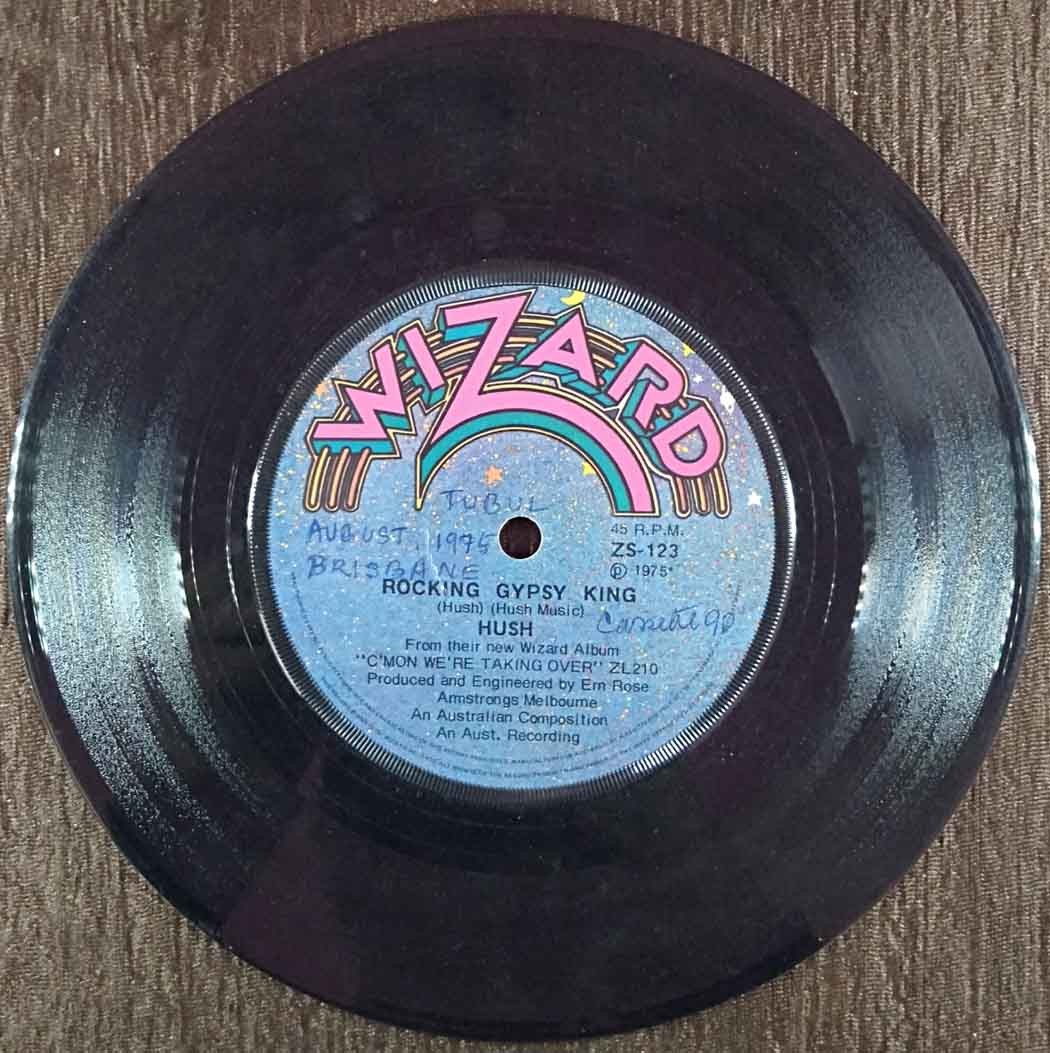 WIZARD
TUBUL
AUGUST, 1975
BRISBANE
45 R.P.M.
ZS-123
Ⓟ 1975*
ROCKING GYPSY KING
(Hush) (Hush Music)
HUSH
Cassette 90
From their new Wizard Album
"C'MON WE'RE TAKING OVER" ZL210
Produced and Engineered by Ern Rose
Armstrongs Melbourne
An Australian Composition
An Aust. Recording